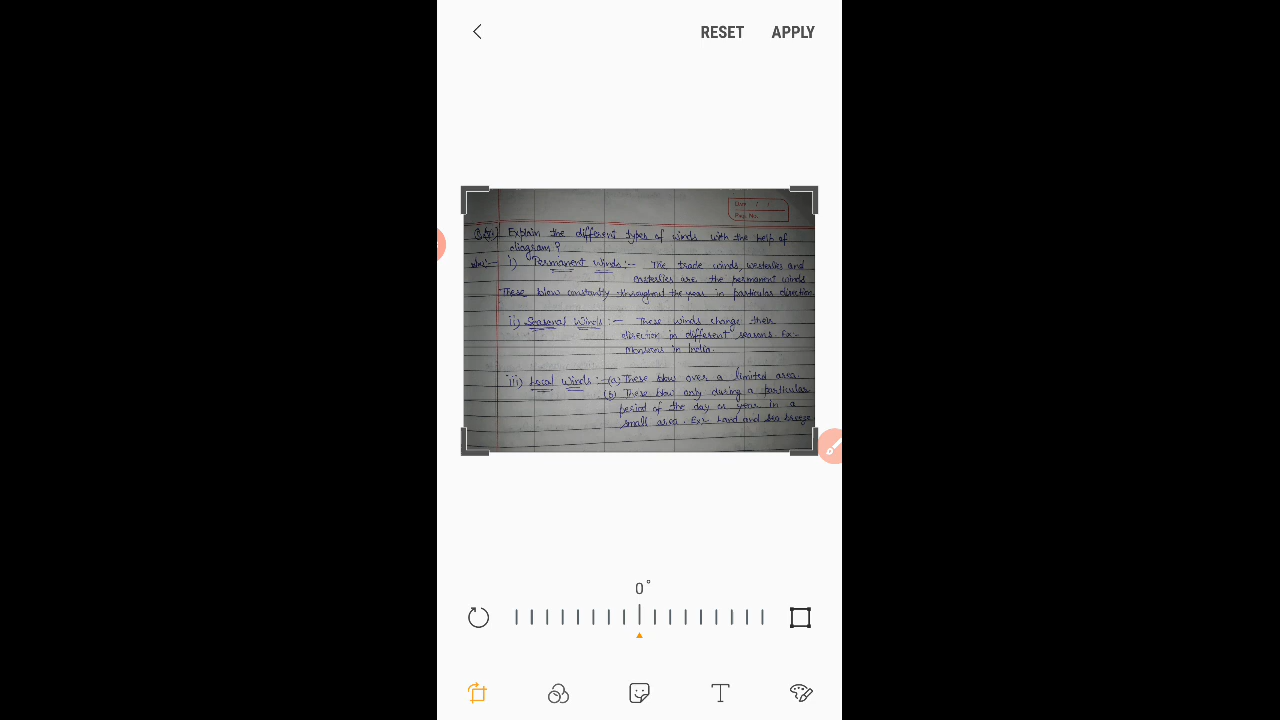 RESET APPLY
Date / /
Page No.
Explain the different types of winds with the help of
diagram?
Ans:- i) Permanent Winds:- The trade winds, westerlies and
easterlies are the permanent winds
These blow constantly throughout the year in particular direction
ii) Seasonal Winds:- These winds change their
direction in different seasons. Ex-
Monsoons in India.
iii) Local Winds:- (a) These blow over a limited area.
(b) These blow only during a particular
period of the day or year in a
small area. Ex- Land and Sea breeze
0°